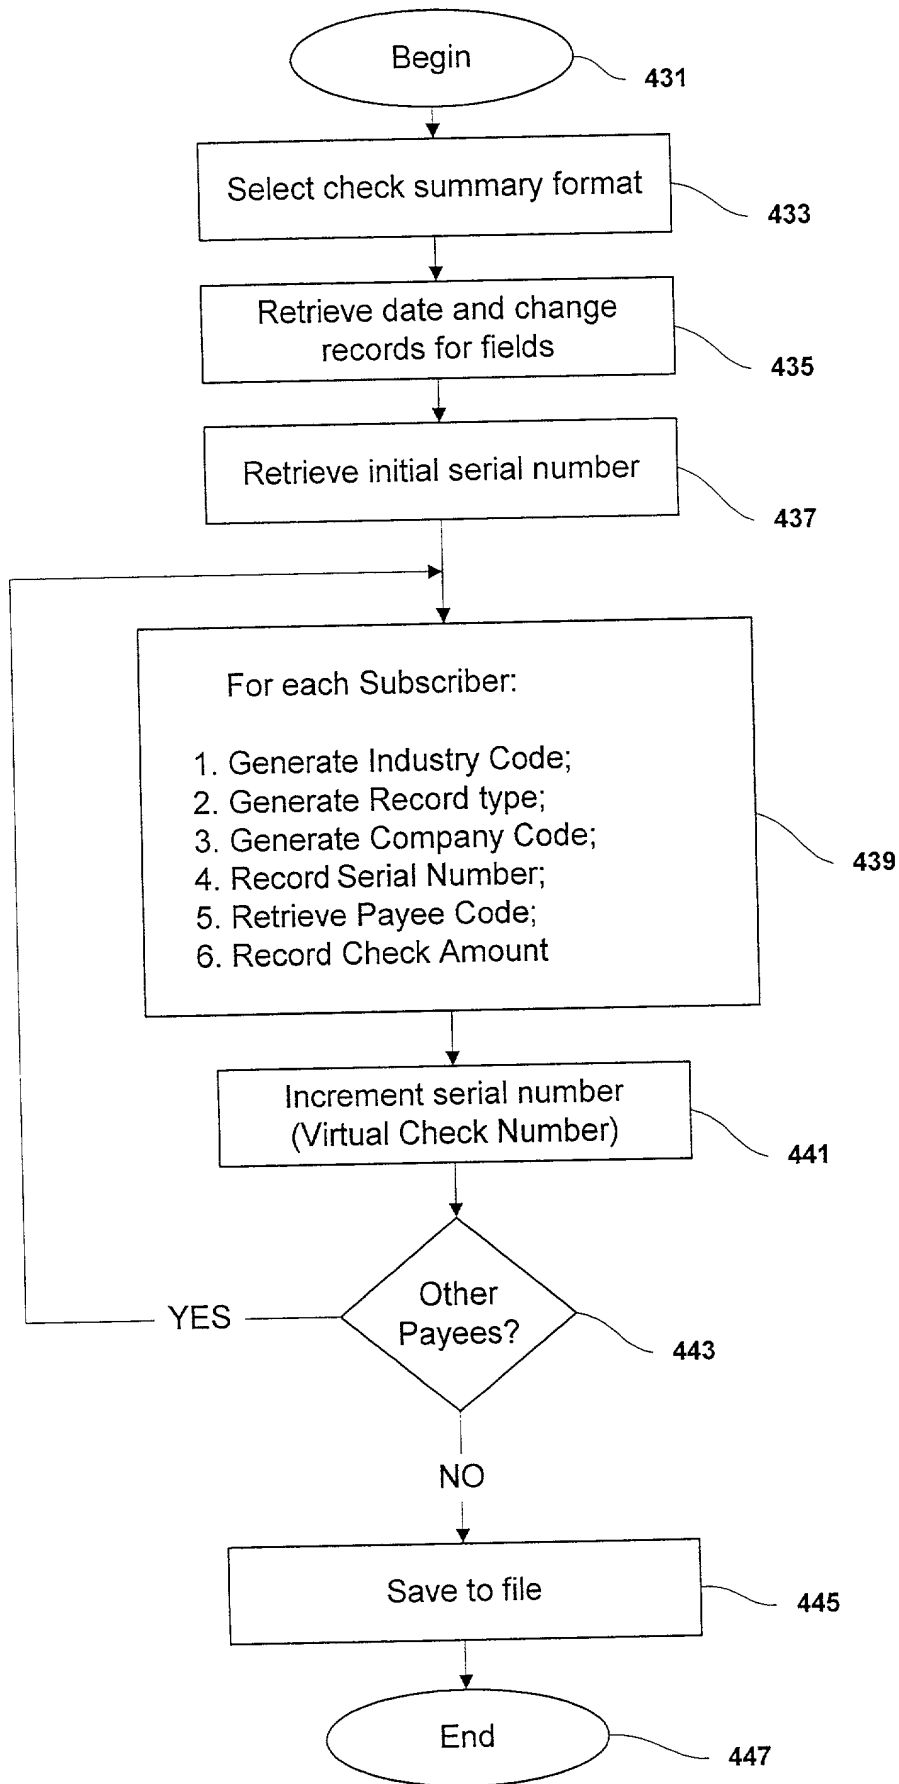 Begin
431
Select check summary format
433
Retrieve date and change
records for fields
435
Retrieve initial serial number
437
For each Subscriber:
1. Generate Industry Code;
2. Generate Record type;
3. Generate Company Code;
4. Record Serial Number;
5. Retrieve Payee Code;
6. Record Check Amount
439
Increment serial number
(Virtual Check Number)
441
Other
Payees?
443
YES
NO
Save to file
445
End
447